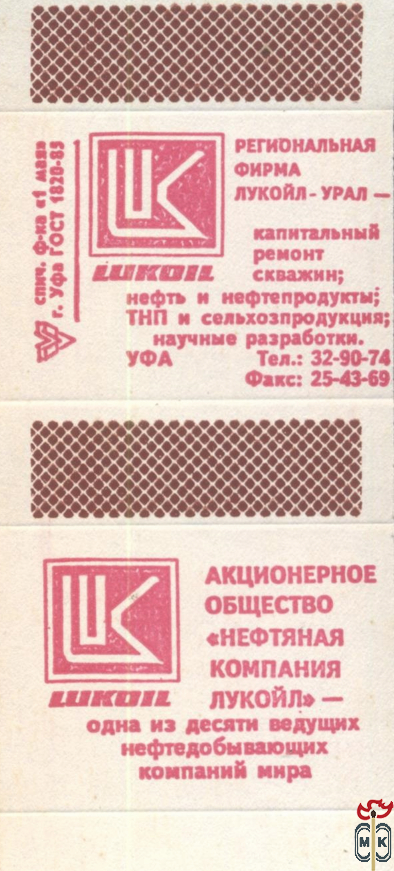 спич. ф-ка «1 мая»
г. Уфа ГОСТ 1820-85
LUKOIL
РЕГИОНАЛЬНАЯ
ФИРМА
ЛУКОЙЛ-УРАЛ —
капитальный
ремонт
скважин;
нефть и нефтепродукты;
ТНП и сельхозпродукция;
научные разработки.
УФА Тел.: 32-90-74
Факс: 25-43-69
LUKOIL
АКЦИОНЕРНОЕ
ОБЩЕСТВО
«НЕФТЯНАЯ
КОМПАНИЯ
ЛУКОЙЛ» —
одна из десяти ведущих
нефтедобывающих
компаний мира
МК